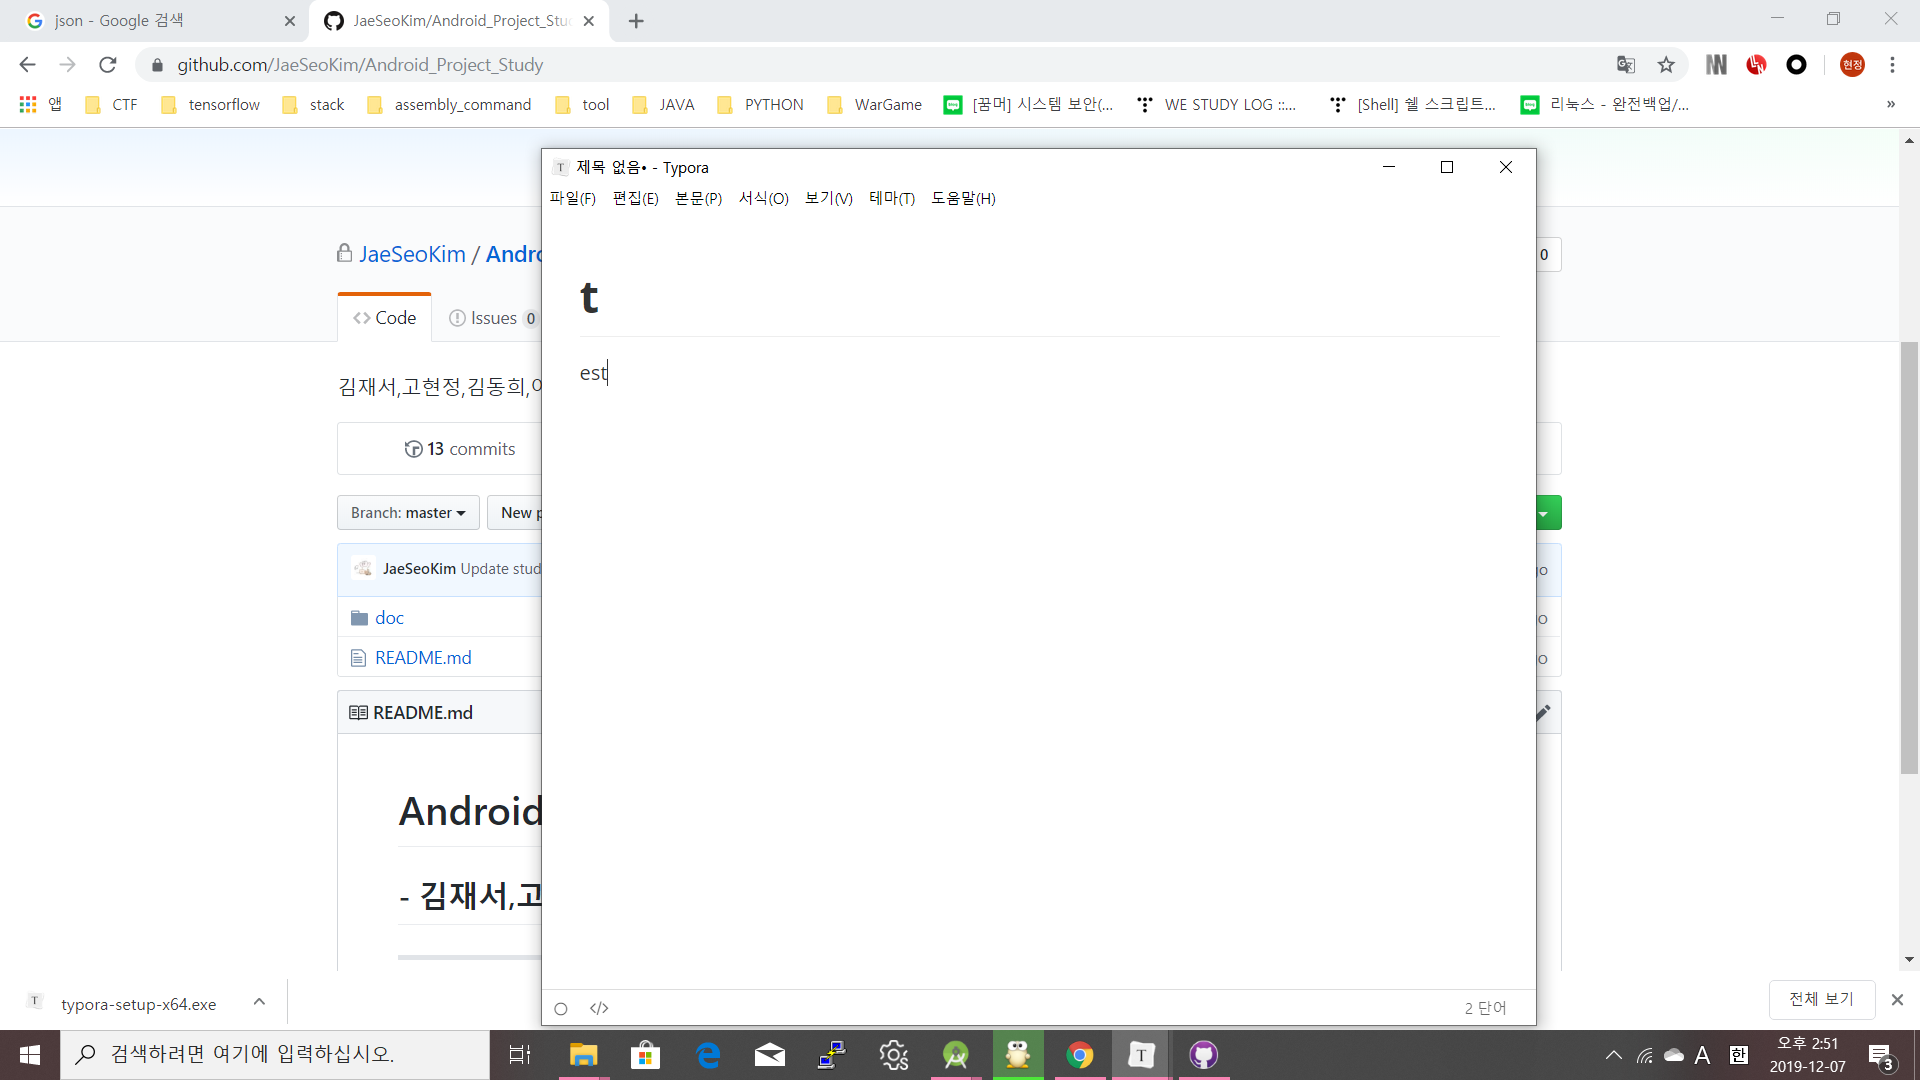 json - Google 검색
JaeSeoKim/Android_Project_Stu
github.com/JaeSeoKim/Android_Project_Study
현정
앱 CTF tensorflow stack assembly_command tool JAVA PYTHON WarGame [꿈머] 시스템 보안(... WE STUDY LOG ::... [Shell] 쉘 스크립트... 리눅스 - 완전백업/... »
T 제목 없음• - Typora
파일(F) 편집(E) 본문(P) 서식(O) 보기(V) 테마(T) 도움말(H)
JaeSeoKim / Andro
0
t
Code Issues 0
est
김재서,고현정,김동희,
13 commits
Branch: master New p
JaeSeoKim Update stud
doc
README.md
README.md
Android
- 김재서,고
2 단어
T typora-setup-x64.exe
전체 보기
검색하려면 여기에 입력하십시오.
T
A 한
오후 2:51
2019-12-07
3